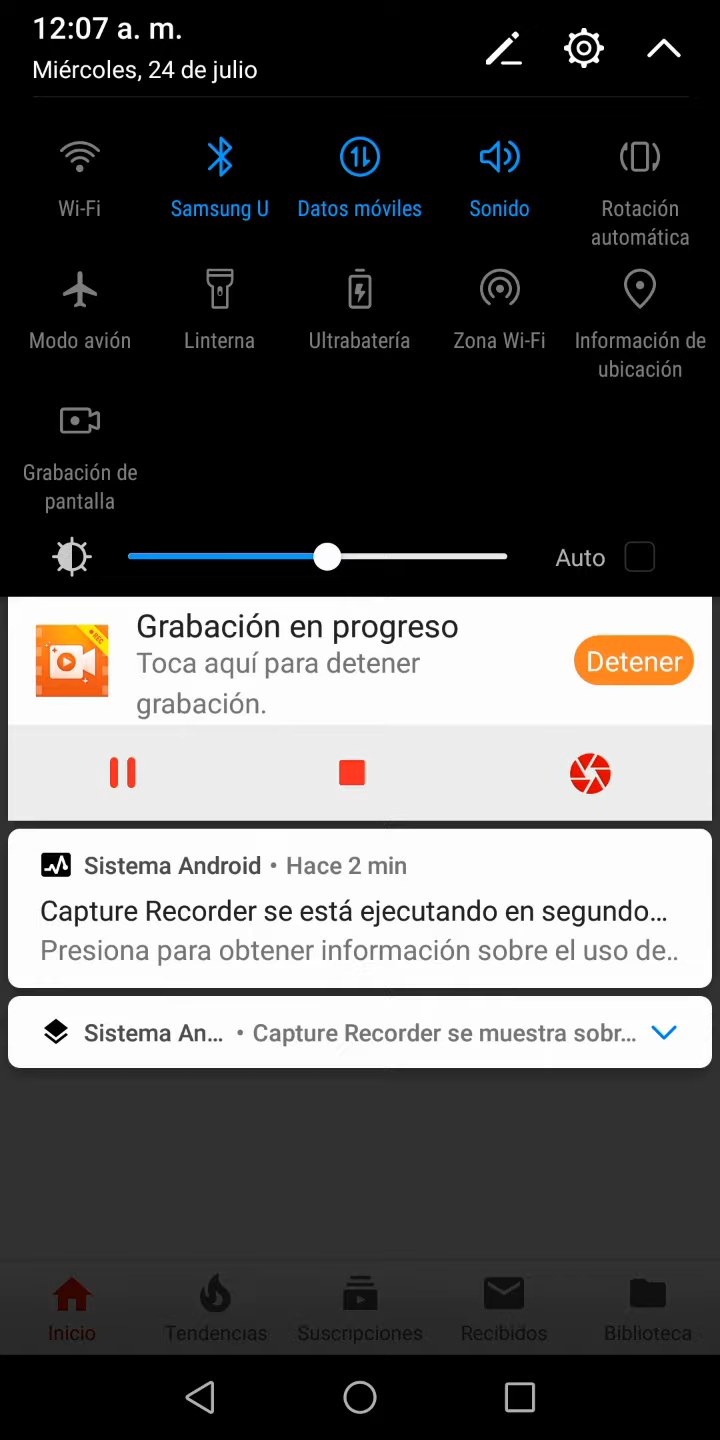 12:07 a. m.
Miércoles, 24 de julio
Wi-Fi
Samsung U
Datos móviles
Sonido
Rotación
automática
Modo avión
Linterna
Ultrabatería
Zona Wi-Fi
Información de
ubicación
Grabación de
pantalla
Auto
REC
Grabación en progreso
Toca aquí para detener
grabación.
Detener
Sistema Android • Hace 2 min
Capture Recorder se está ejecutando en segundo...
Presiona para obtener información sobre el uso de..
Sistema An... • Capture Recorder se muestra sobr...
Inicio
Tendencias
Suscripciones
Recibidos
Biblioteca